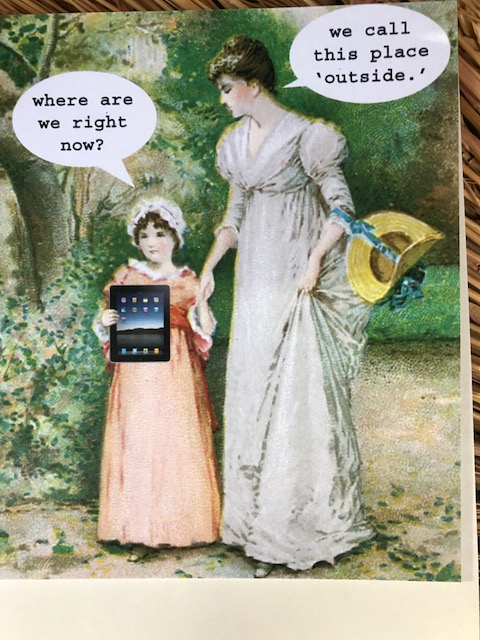 where are
we right
now?
we call
this place
'outside.'